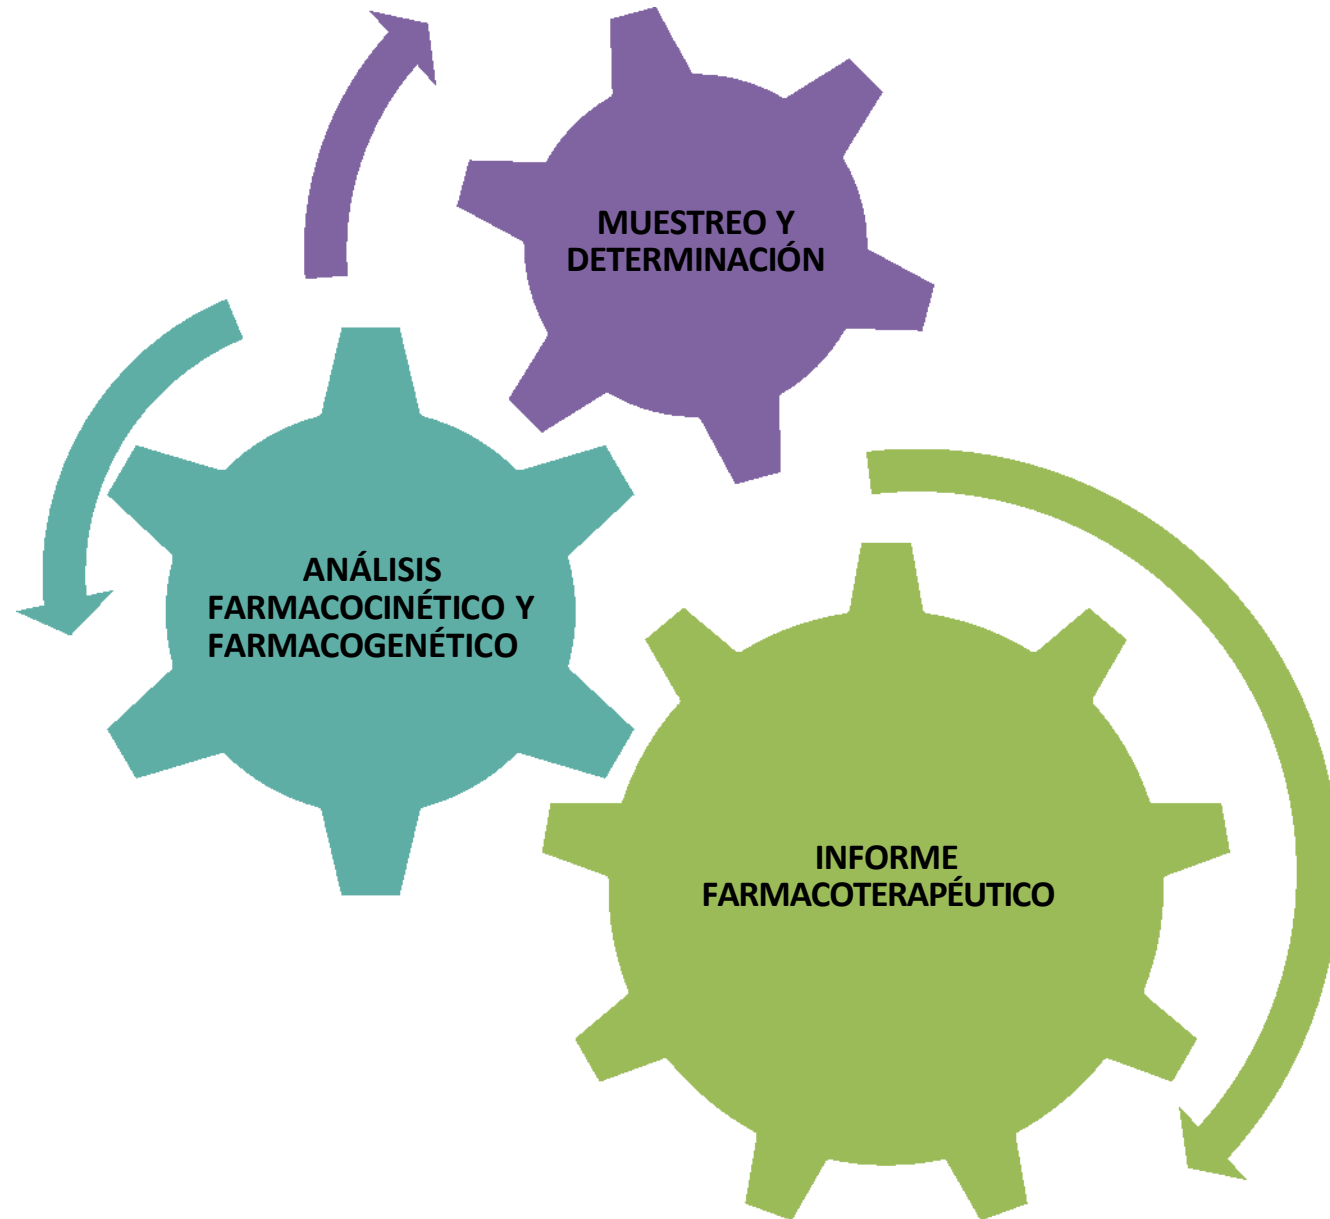 MUESTREO Y
DETERMINACIÓN
ANÁLISIS
FARMACOCINÉTICO Y
FARMACOGENÉTICO
INFORME
FARMACOTERAPÉUTICO